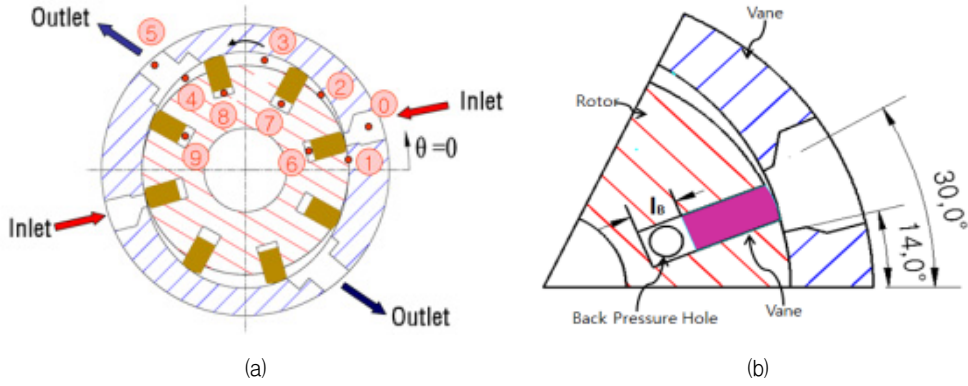 Outlet
5
3
2
0
Inlet
4
8
7
θ=0
9
6
1
Inlet
Outlet
(a)
Vane
Rotor
l_B
30,0°
14,0°
Back Pressure Hole
Vane
(b)